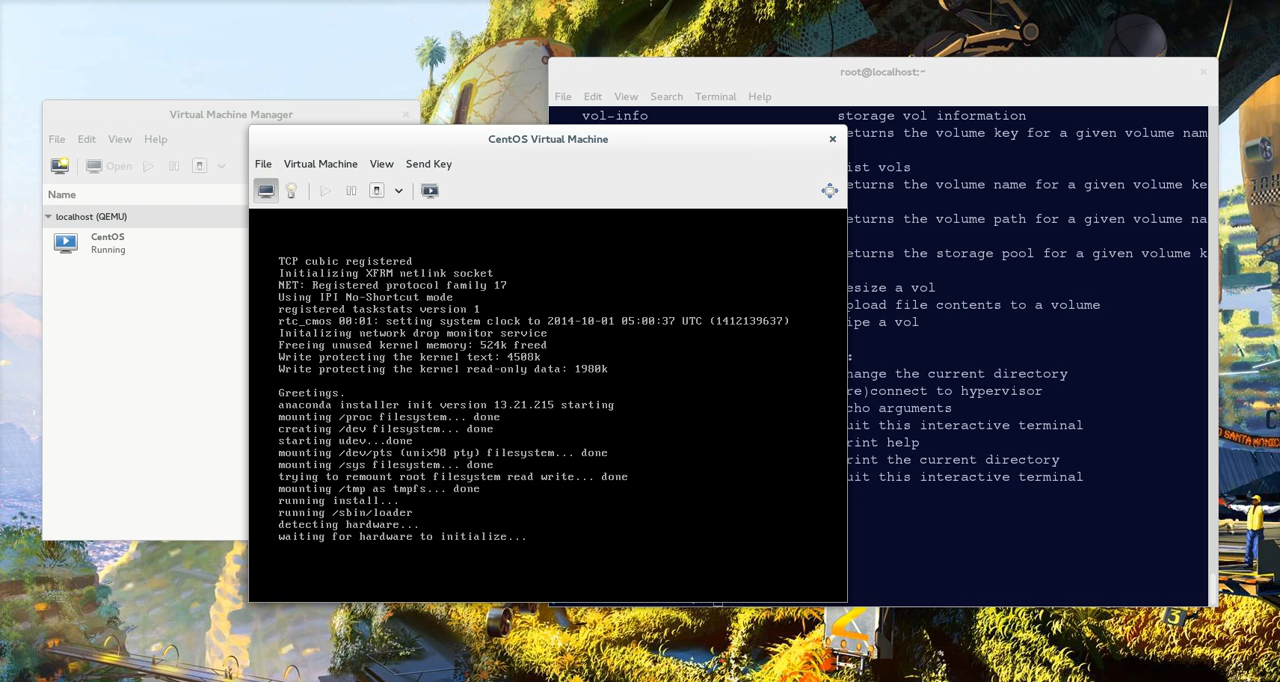 Virtual Machine Manager
File Edit View Help
Open
Name
localhost (QEMU)
CentOS
Running
CentOS Virtual Machine
File Virtual Machine View Send Key
TCP cubic registered
Initializing XFRM netlink socket
NET: Registered protocol family 17
Using IPI No-Shortcut mode
registered taskstats version 1
rtc_cmos 00:01: setting system clock to 2014-10-01 05:00:37 UTC (1412139637)
Initalizing network drop monitor service
Freeing unused kernel memory: 524k freed
Write protecting the kernel text: 4508k
Write protecting the kernel read-only data: 1980k
Greetings.
anaconda installer init version 13.21.215 starting
mounting /proc filesystem... done
creating /dev filesystem... done
starting udev...done
mounting /dev/pts (unix98 pty) filesystem... done
mounting /sys filesystem... done
trying to remount root filesystem read write... done
mounting /tmp as tmpfs... done
running install...
running /sbin/loader
detecting hardware...
waiting for hardware to initialize...
root@localhost:~
File Edit View Search Terminal Help
vol-info storage vol information
eturns the volume key for a given volume nam
ist vols
eturns the volume name for a given volume ke
eturns the volume path for a given volume na
eturns the storage pool for a given volume k
esize a vol
pload file contents to a volume
ipe a vol
:
hange the current directory
re)connect to hypervisor
cho arguments
uit this interactive terminal
rint help
rint the current directory
uit this interactive terminal
SANTA MONIC
5